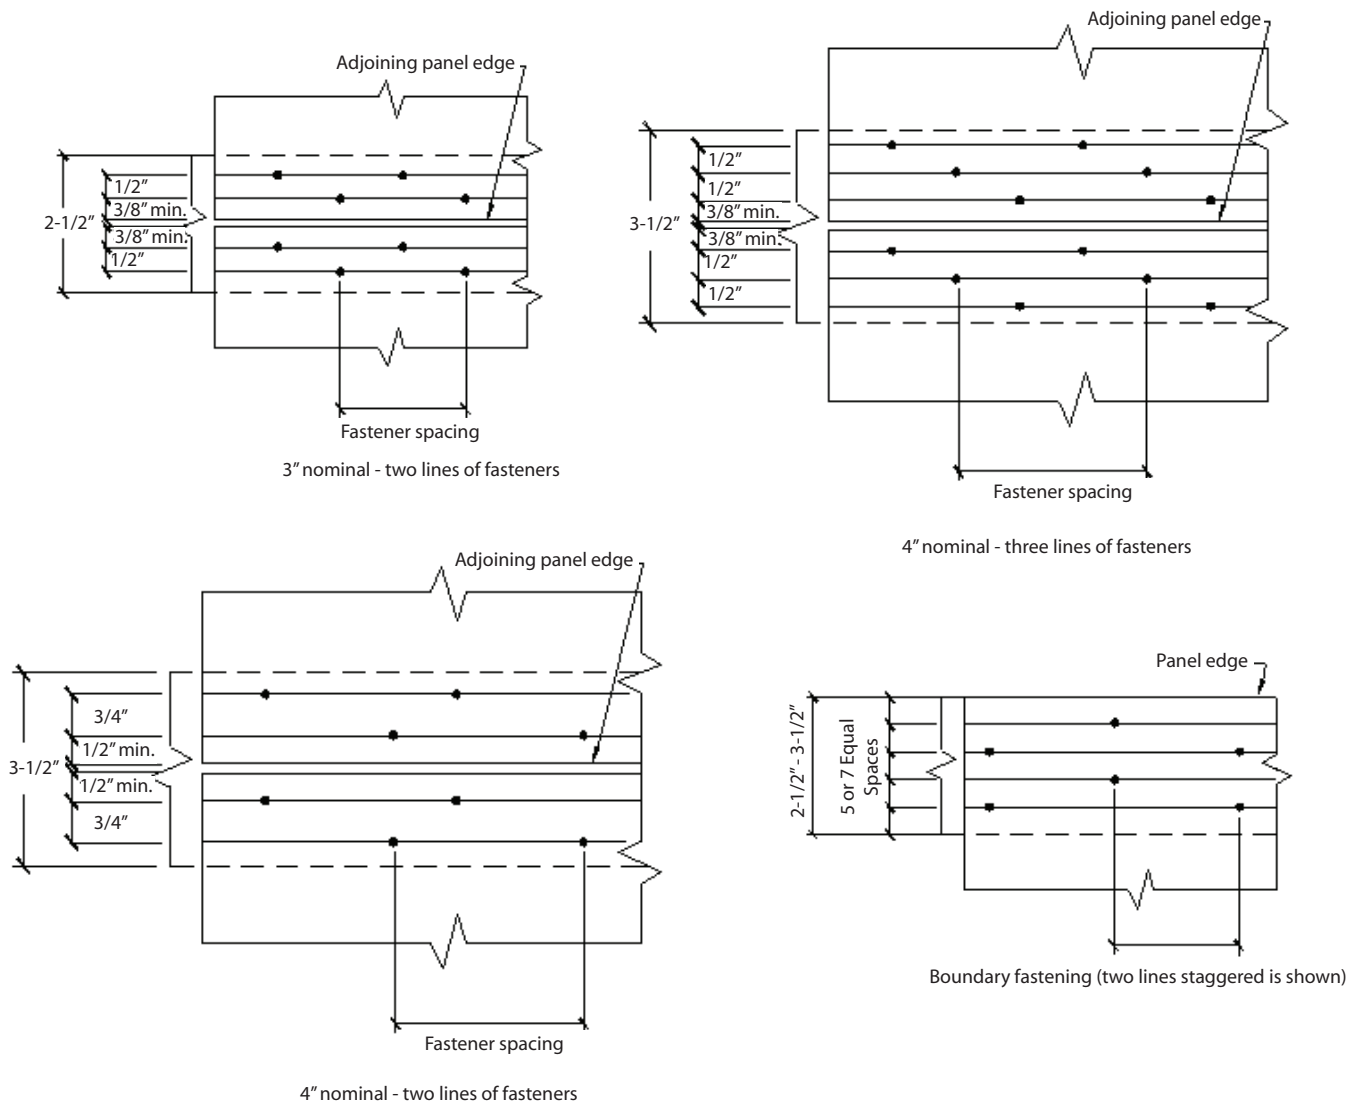 Adjoining panel edge
1/2”
3/8” min.
2-1/2”
3/8” min.
1/2”
Fastener spacing
3” nominal - two lines of fasteners
Adjoining panel edge
1/2”
1/2”
3/8” min.
3-1/2”
3/8” min.
1/2”
1/2”
Fastener spacing
4” nominal - three lines of fasteners
Adjoining panel edge
3/4”
1/2” min.
3-1/2”
1/2” min.
3/4”
Fastener spacing
4” nominal - two lines of fasteners
Panel edge
2-1/2” - 3-1/2”
5 or 7 Equal
Spaces
Boundary fastening (two lines staggered is shown)